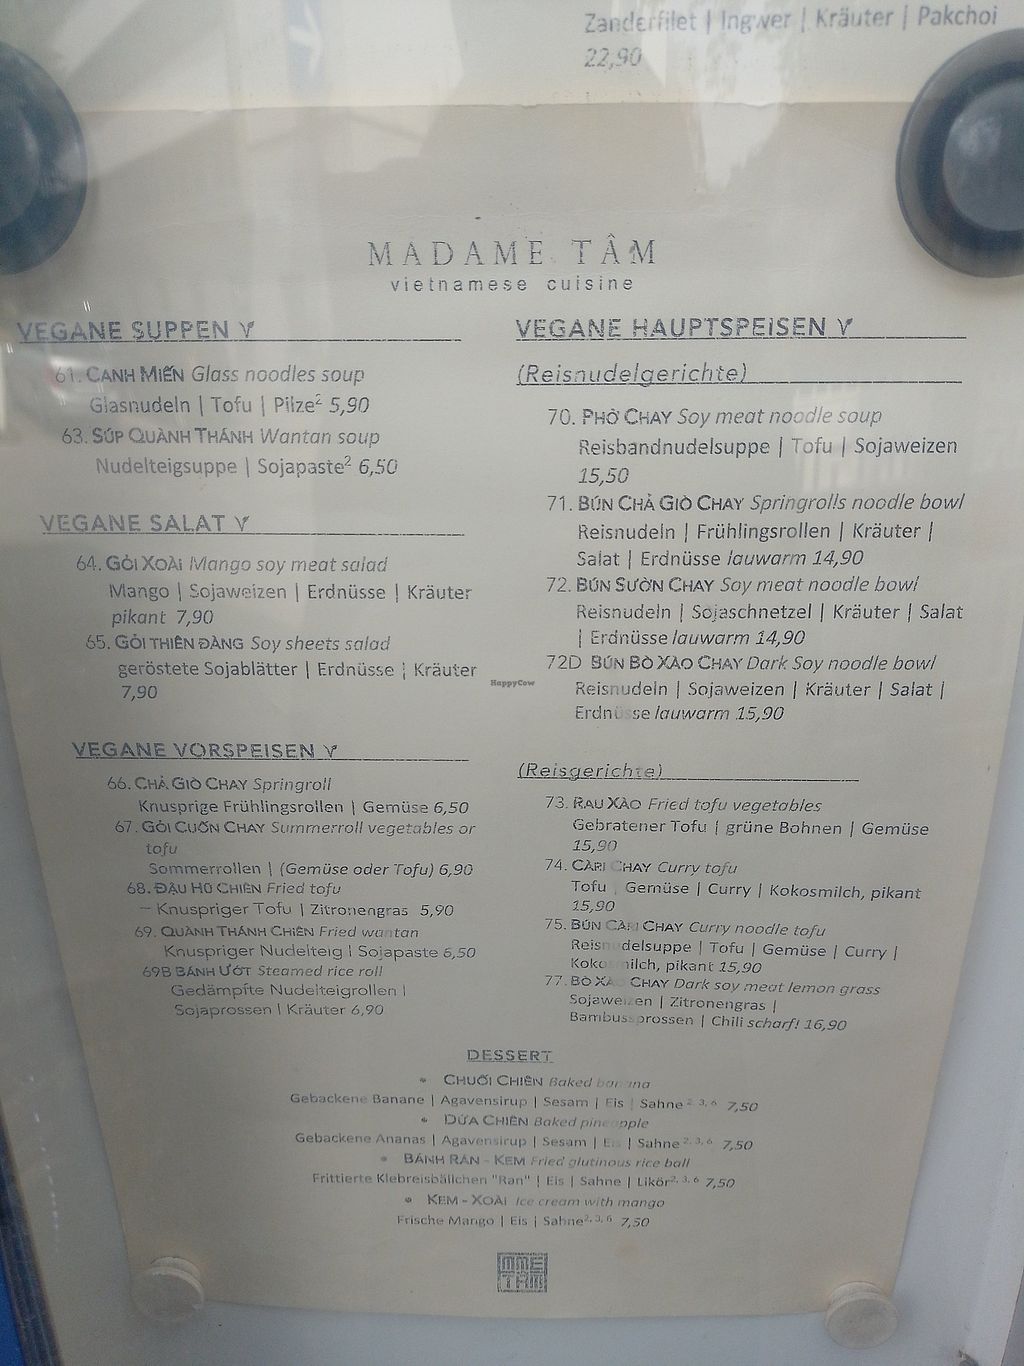 Zanderfilet | Ingwer | Kräuter | Pakchoi
22,90
MADAME TÂM
vietnamese cuisine
VEGANE SUPPEN
61. CANH MIẾN Glass noodles soup
Glasnudeln | Tofu | Pilze² 5,90
63. SÚP QUÀNH THÁNH Wantan soup
Nudelteigsuppe | Sojapaste² 6,50
VEGANE SALAT
64. GỎI XOÀI Mango soy meat salad
Mango | Sojaweizen | Erdnüsse | Kräuter
pikant 7,90
65. GỎI THIÊN ĐÀNG Soy sheets salad
geröstete Sojablätter | Erdnüsse | Kräuter
7,90
VEGANE VORSPEISEN
66. CHẢ GIÒ CHAY Springroll
Knusprige Frühlingsrollen | Gemüse 6,50
67. GỎI CUỐN CHAY Summerroll vegetables or
tofu
Sommerrollen | (Gemüse oder Tofu) 6,90
68. ĐẬU HŨ CHIÊN Fried tofu
– Knuspriger Tofu | Zitronengras 5,90
69. QUÀNH THÁNH CHIÊN Fried wantan
Knuspriger Nudelteig | Sojapaste 6,50
69B BÁNH ƯỚT Steamed rice roll
Gedämpfte Nudelteigrollen |
Sojaprossen | Kräuter 6,90
VEGANE HAUPTSPEISEN
(Reisnudelgerichte)
70. PHỞ CHAY Soy meat noodle soup
Reisbandnudelsuppe | Tofu | Sojaweizen
15,50
71. BÚN CHẢ GIÒ CHAY Springrolls noodle bowl
Reisnudeln | Frühlingsrollen | Kräuter |
Salat | Erdnüsse lauwarm 14,90
72. BÚN SƯỜN CHAY Soy meat noodle bowl
Reisnudeln | Sojaschnetzel | Kräuter | Salat
| Erdnüsse lauwarm 14,90
72D BÚN BÒ XÀO CHAY Dark Soy noodle bowl
Reisnudeln | Sojaweizen | Kräuter | Salat |
Erdnüsse lauwarm 15,90
(Reisgerichte)
73. RAU XÀO Fried tofu vegetables
Gebratener Tofu | grüne Bohnen | Gemüse
15,90
74. CÀRI CHAY Curry tofu
Tofu | Gemüse | Curry | Kokosmilch, pikant
15,90
75. BÚN CÀRI CHAY Curry noodle tofu
Reisnudelsuppe | Tofu | Gemüse | Curry |
Kokosmilch, pikant 15,90
77. BÒ XÀO CHAY Dark soy meat lemon grass
Sojaweizen | Zitronengras |
Bambussprossen | Chili scharf! 16,90
HappyCow
DESSERT
• CHUỐI CHIÊN Baked banana
Gebackene Banane | Agavensirup | Sesam | Eis | Sahne ²· ³· ⁶ 7,50
• DỨA CHIÊN Baked pineapple
Gebackene Ananas | Agavensirup | Sesam | Eis | Sahne ²· ³· ⁶ 7,50
• BÁNH RÁN - KEM Fried glutinous rice ball
Frittierte Klebreisbällchen "Ran" | Eis | Sahne | Likör²· ³· ⁶ 7,50
• KEM - XOÀI Ice cream with mango
Frische Mango | Eis | Sahne²· ³· ⁶ 7,50
MME
TÂM